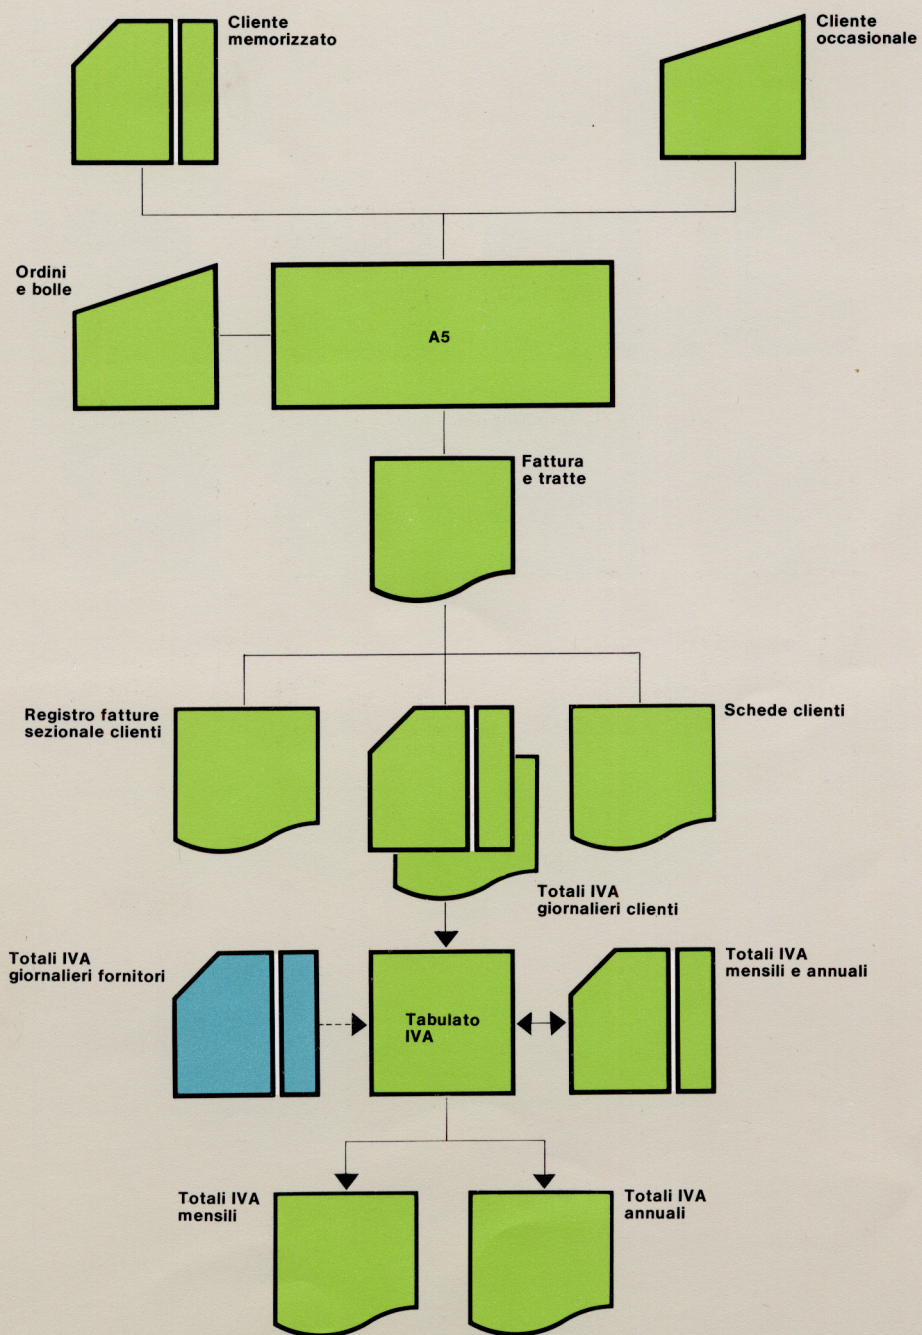 Cliente
memorizzato
Cliente
occasionale
Ordini
e bolle
A5
Fattura
e tratte
Registro fatture
sezionale clienti
Schede clienti
Totali IVA
giornalieri clienti
Totali IVA
giornalieri fornitori
Tabulato
IVA
Totali IVA
mensili e annuali
Totali IVA
mensili
Totali IVA
annuali